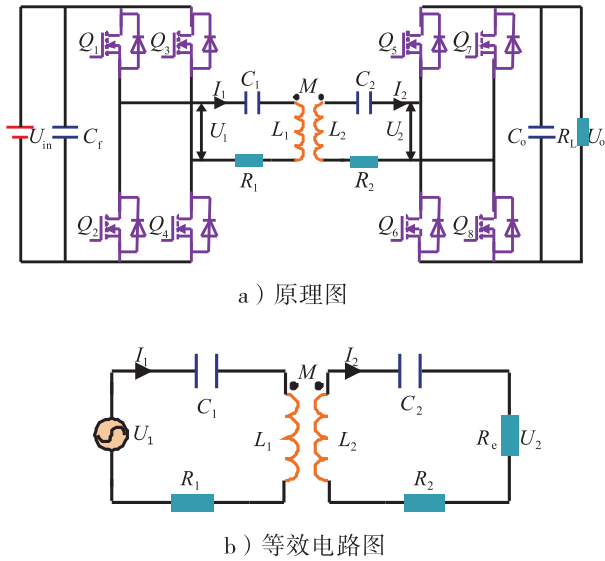 Q1 Q3 Q5 Q7
I1 C1 M C2 I2
Uin Cf U1 L1 L2 U2 Co RL Uo
R1 R2
Q2 Q4 Q6 Q8
a）原理图
I1 M I2
C1 C2
U1 L1 L2 Re U2
R1 R2
b）等效电路图